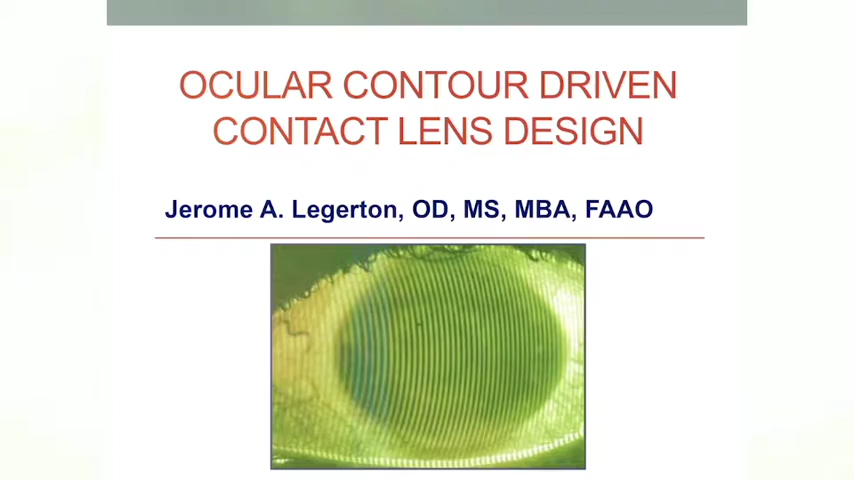 OCULAR CONTOUR DRIVEN
CONTACT LENS DESIGN
Jerome A. Legerton, OD, MS, MBA, FAAO